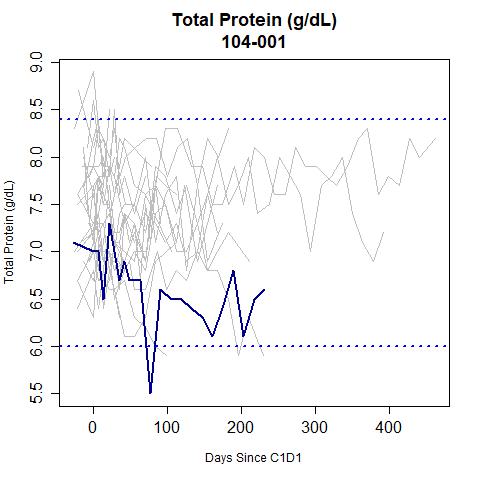 Total Protein (g/dL)
104-001
Total Protein (g/dL)
9.0
8.5
8.0
7.5
7.0
6.5
6.0
5.5
0 100 200 300 400
Days Since C1D1